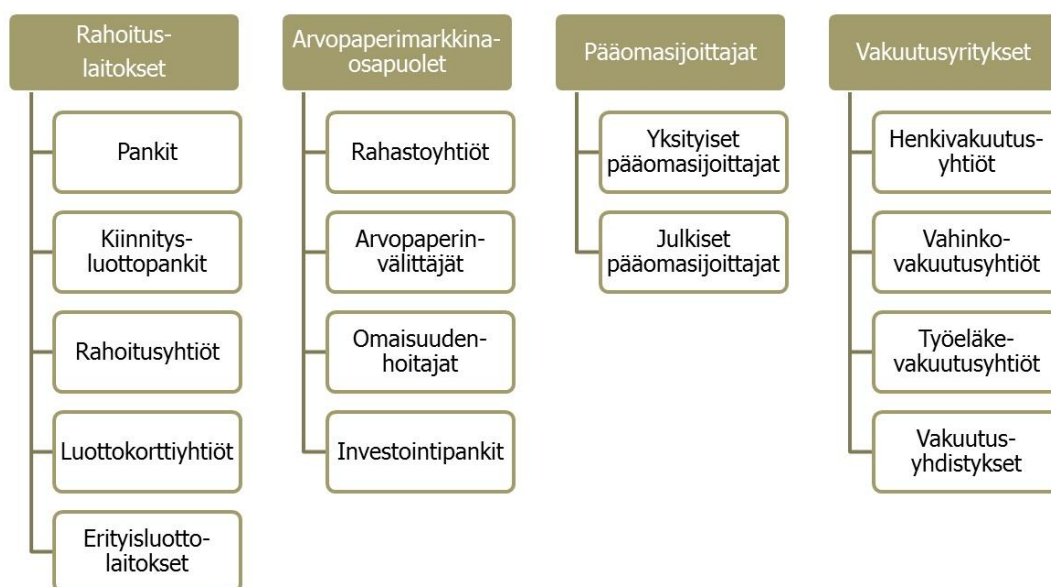 Rahoitus-
laitokset
Pankit
Kiinnitys-
luottopankit
Rahoitusyhtiöt
Luottokorttiyhtiöt
Erityisluotto-
laitokset
Arvopaperimarkkina-
osapuolet
Rahastoyhtiöt
Arvopaperin-
välittäjät
Omaisuuden-
hoitajat
Investointipankit
Pääomasijoittajat
Yksityiset
pääomasijoittajat
Julkiset
pääomasijoittajat
Vakuutusyritykset
Henkivakuutus-
yhtiöt
Vahinko-
vakuutusyhtiöt
Työeläke-
vakuutusyhtiöt
Vakuutus-
yhdistykset